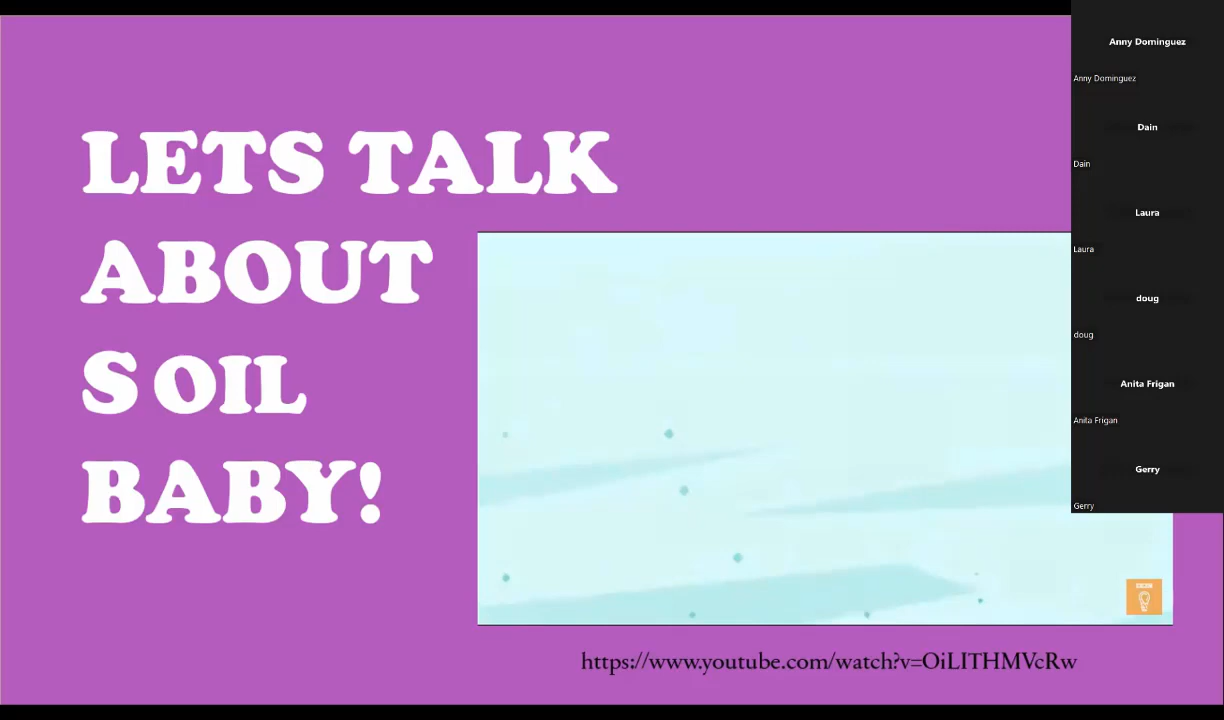 LETS TALK
ABOUT
SOIL
BABY!
https://www.youtube.com/watch?v=OiLITHMVcRw
Anny Dominguez
Anny Dominguez
Dain
Dain
Laura
Laura
doug
doug
Anita Frigan
Anita Frigan
Gerry
Gerry